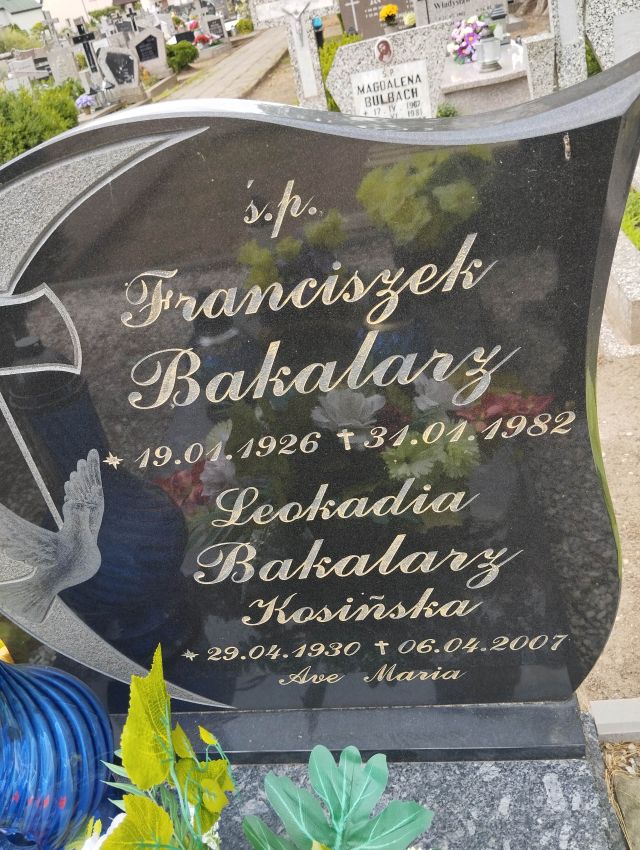 Ś.P.
MAGDALENA
BULBACH
ś.p.
Franciszek
Bakalarz
* 19.01.1926 † 31.01.1982
Leokadia
Bakalarz
Kosińska
* 29.04.1930 † 06.04.2007
Ave Maria